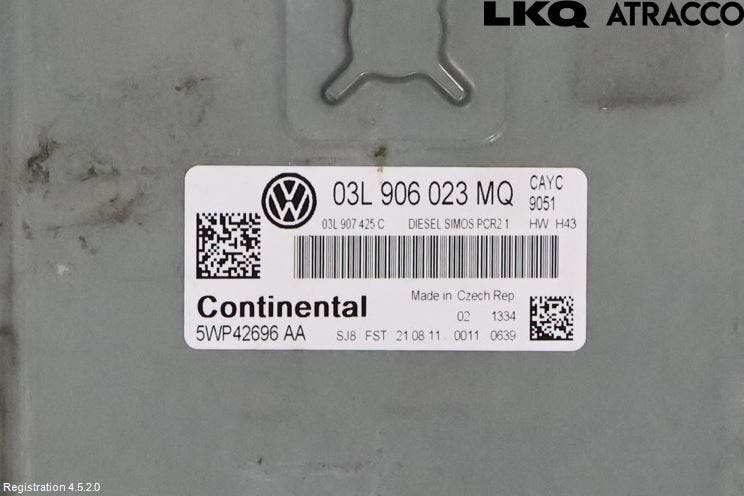 LKQ ATRACCO
03L 906 023 MQ
CAYC
9051
03L 907 425 C DIESEL SIMOS PCR2 1 HW H43
Continental
Made in Czech Rep
02 1334
5WP42696 AA
SJ8 FST 21 08 11 0011 0639
Registration 4.5.2.0